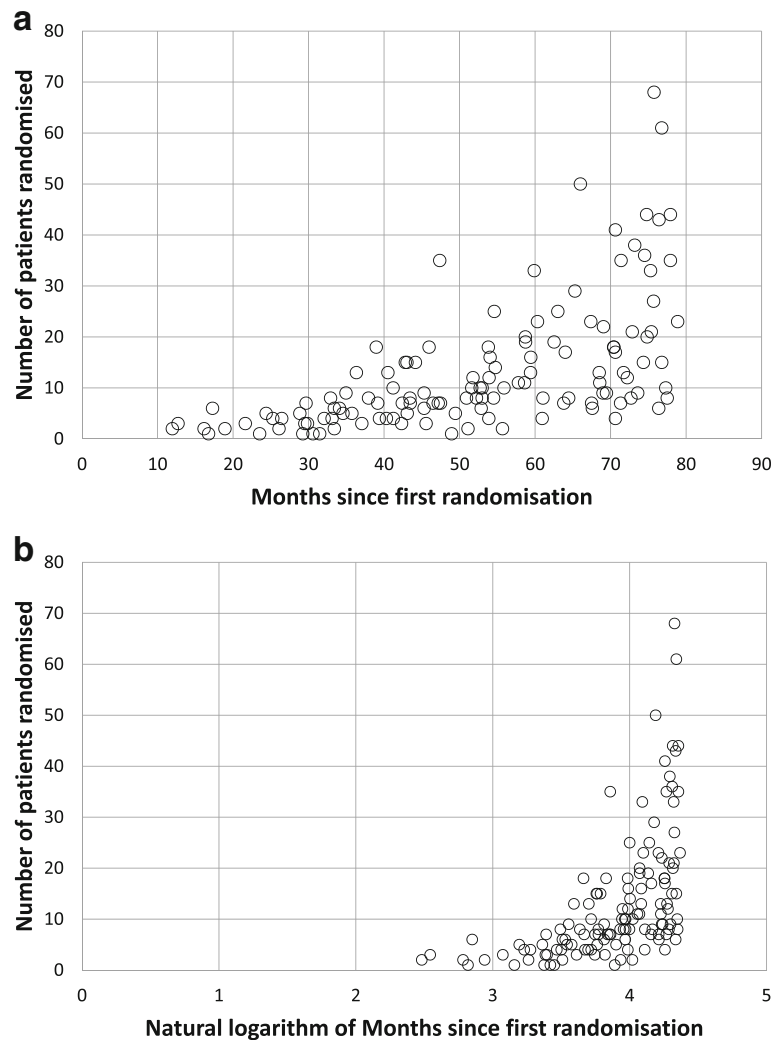 a
80
70
60
50
40
30
20
10
0
Number of patients randomised
0 10 20 30 40 50 60 70 80 90
Months since first randomisation
b
80
70
60
50
40
30
20
10
0
Number of patients randomised
0 1 2 3 4 5
Natural logarithm of Months since first randomisation